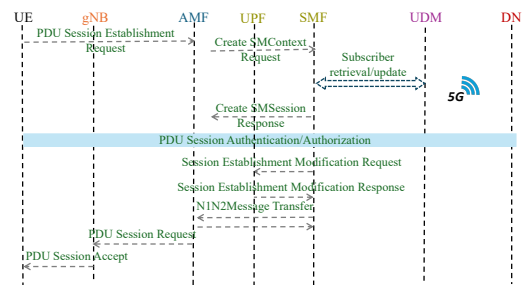 UE gNB AMF UPF SMF UDM DN
PDU Session Establishment
Request
Create SMContext
Request
Subscriber
retrieval/update
5G
Create SMSession
Response
PDU Session Authentication/Authorization
Session Establishment Modification Request
Session Establishment Modification Response
N1N2Message Transfer
PDU Session Request
PDU Session Accept